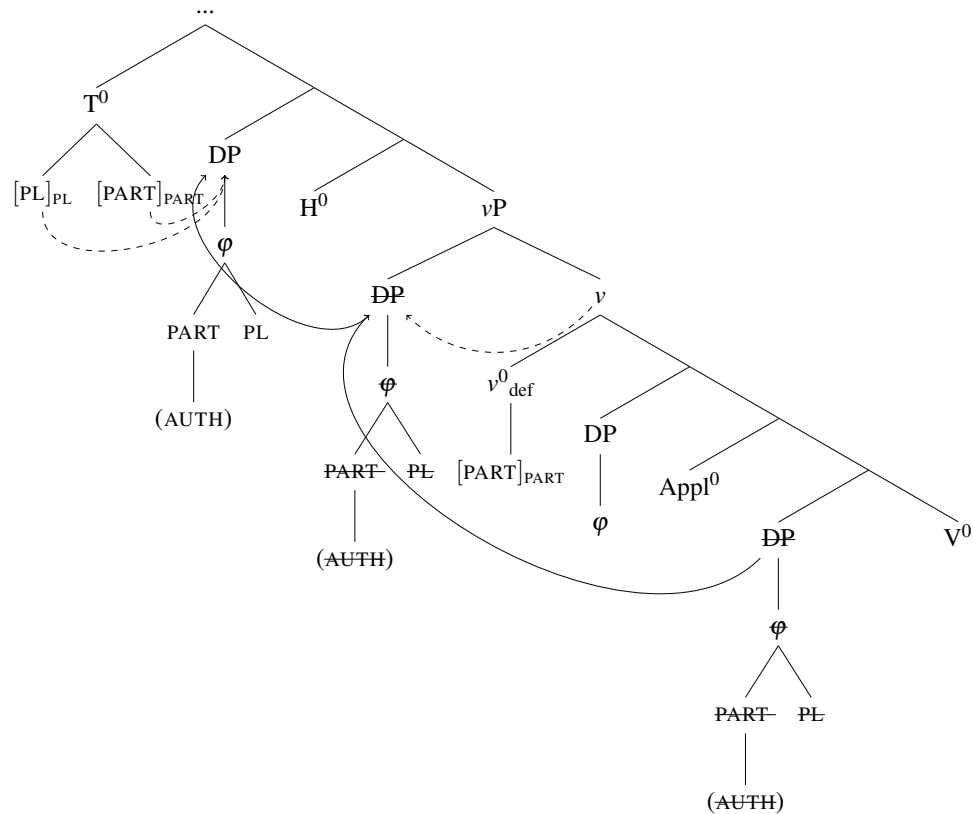 ...
T⁰
DP
[PL]PL [PART]PART
H⁰ vP
φ
DP v
PART PL
v⁰def
φ
(AUTH)
DP
PART PL [PART]PART
Appl⁰
φ
DP V⁰
(AUTH)
φ
PART PL
(AUTH)